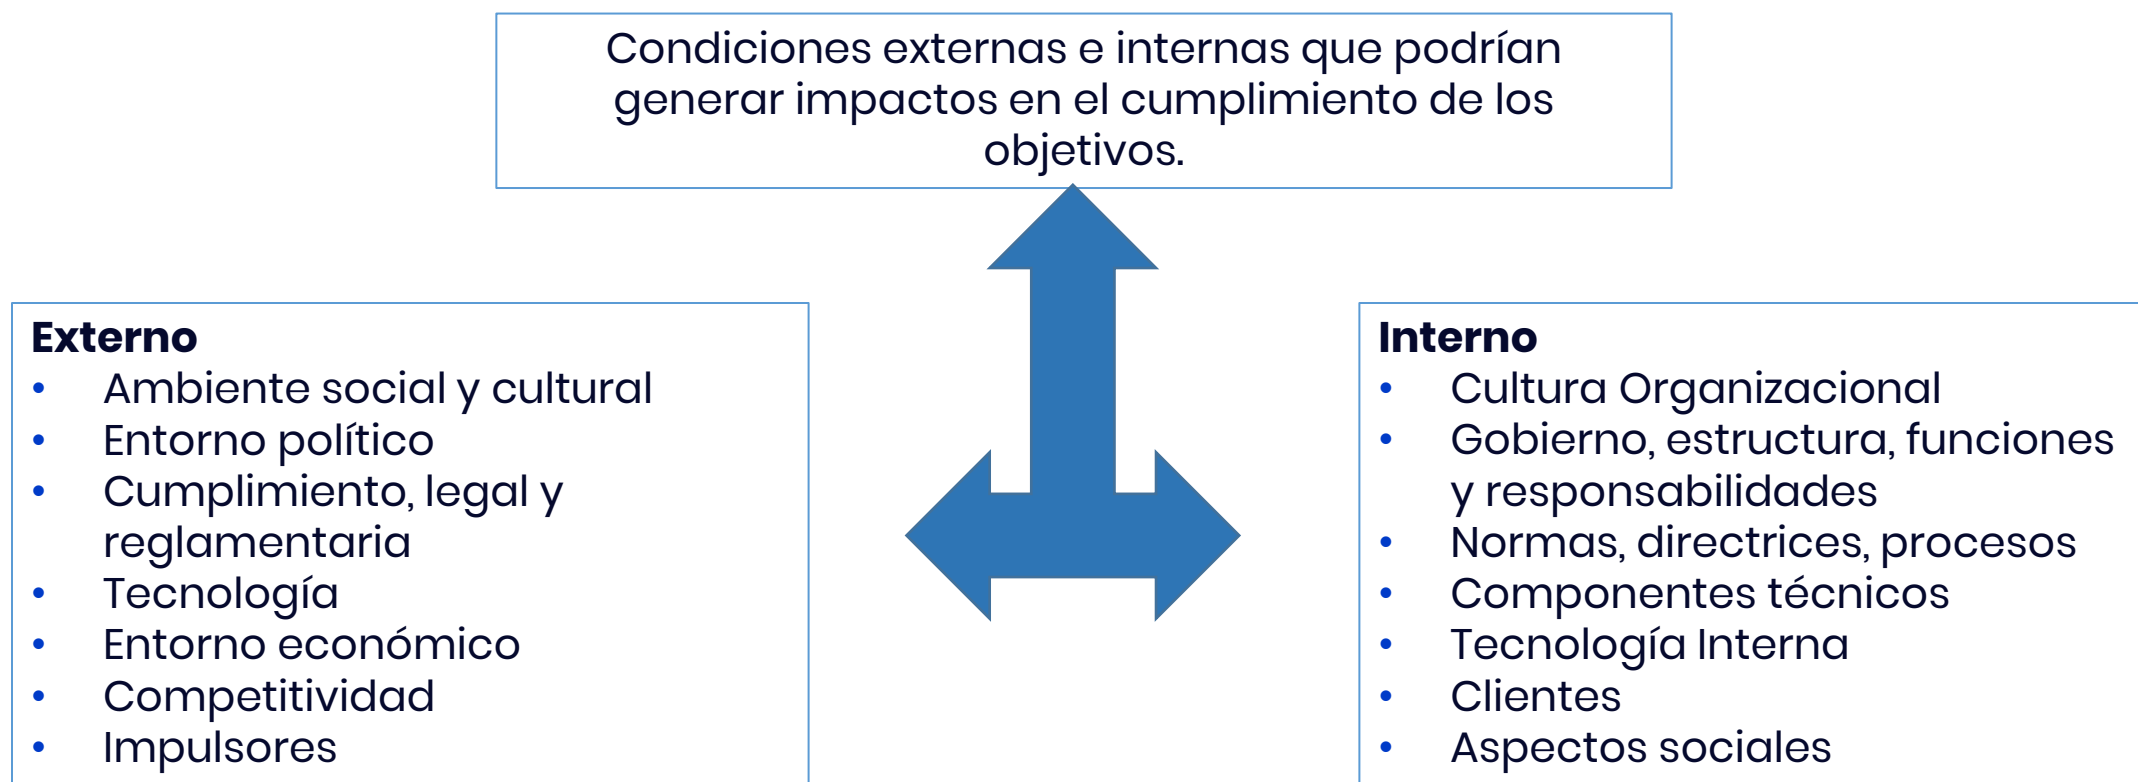 Condiciones externas e internas que podrían
generar impactos en el cumplimiento de los
objetivos.
Externo
• Ambiente social y cultural
• Entorno político
• Cumplimiento, legal y
reglamentaria
• Tecnología
• Entorno económico
• Competitividad
• Impulsores
Interno
• Cultura Organizacional
• Gobierno, estructura, funciones
y responsabilidades
• Normas, directrices, procesos
• Componentes técnicos
• Tecnología Interna
• Clientes
• Aspectos sociales